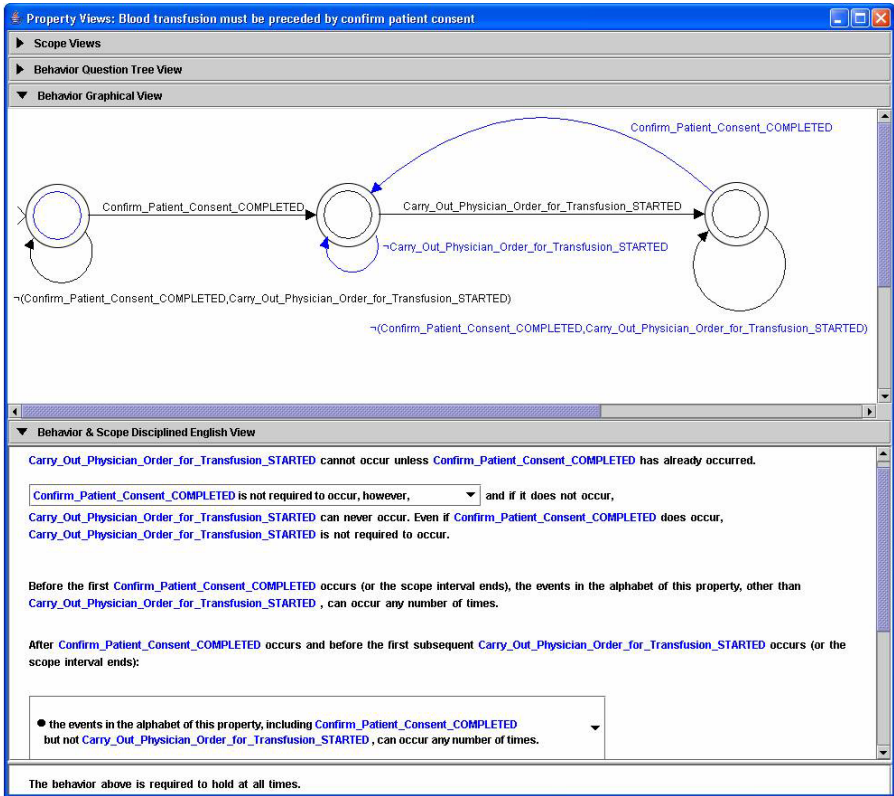 Property Views: Blood transfusion must be preceded by confirm patient consent
Scope Views
Behavior Question Tree View
Behavior Graphical View
Confirm_Patient_Consent_COMPLETED
Confirm_Patient_Consent_COMPLETED
Carry_Out_Physician_Order_for_Transfusion_STARTED
¬Carry_Out_Physician_Order_for_Transfusion_STARTED
¬(Confirm_Patient_Consent_COMPLETED,Carry_Out_Physician_Order_for_Transfusion_STARTED)
¬(Confirm_Patient_Consent_COMPLETED,Carry_Out_Physician_Order_for_Transfusion_STARTED)
Behavior & Scope Disciplined English View
Carry_Out_Physician_Order_for_Transfusion_STARTED cannot occur unless Confirm_Patient_Consent_COMPLETED has already occurred.
Confirm_Patient_Consent_COMPLETED is not required to occur, however, and if it does not occur,
Carry_Out_Physician_Order_for_Transfusion_STARTED can never occur. Even if Confirm_Patient_Consent_COMPLETED does occur,
Carry_Out_Physician_Order_for_Transfusion_STARTED is not required to occur.
Before the first Confirm_Patient_Consent_COMPLETED occurs (or the scope interval ends), the events in the alphabet of this property, other than
Carry_Out_Physician_Order_for_Transfusion_STARTED , can occur any number of times.
After Confirm_Patient_Consent_COMPLETED occurs and before the first subsequent Carry_Out_Physician_Order_for_Transfusion_STARTED occurs (or the
scope interval ends):
● the events in the alphabet of this property, including Confirm_Patient_Consent_COMPLETED
but not Carry_Out_Physician_Order_for_Transfusion_STARTED , can occur any number of times.
The behavior above is required to hold at all times.